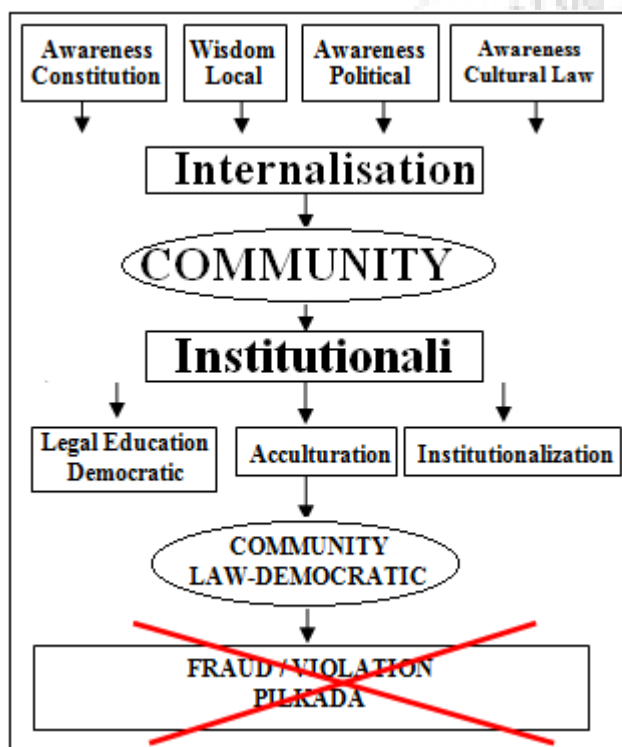 Awareness
Constitution
Wisdom
Local
Awareness
Political
Awareness
Cultural Law
Internalisation
COMMUNITY
Institutionali
Legal Education
Democratic
Acculturation
Institutionalization
COMMUNITY
LAW-DEMOCRATIC
FRAUD / VIOLATION
PILKADA